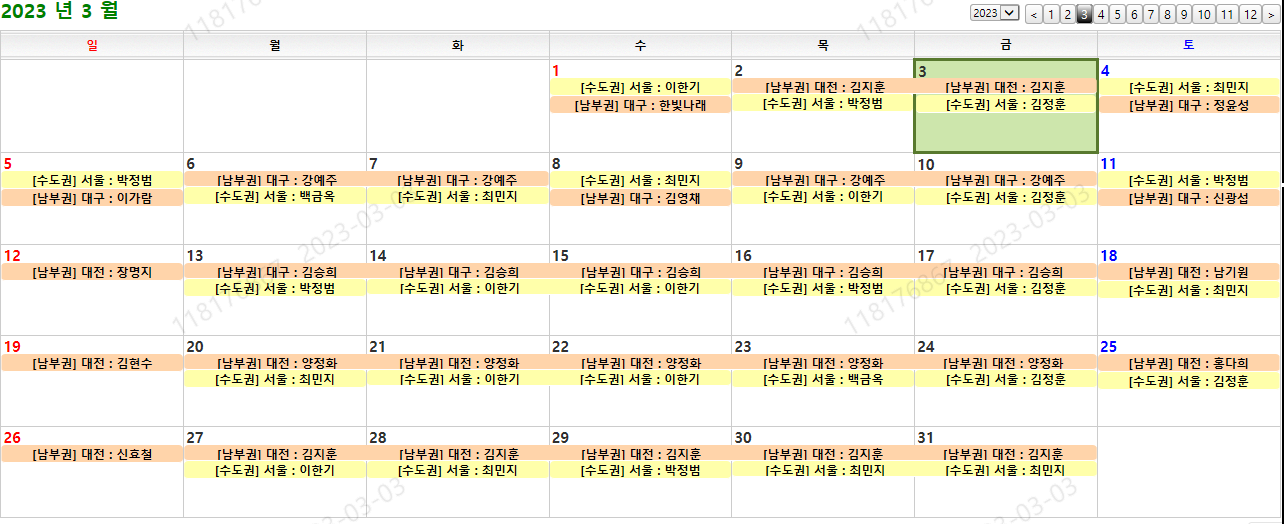 2023 년 3 월
2023 < 1 2 3 4 5 6 7 8 9 10 11 12 >
일 월 화 수 목 금 토
1 2 3 4
[수도권] 서울 : 이한기 [남부권] 대전 : 김지훈 [남부권] 대전 : 김지훈 [수도권] 서울 : 최민지
[남부권] 대구 : 한빛나래 [수도권] 서울 : 박정범 [수도권] 서울 : 김정훈 [남부권] 대구 : 정윤성
5 6 7 8 9 10 11
[수도권] 서울 : 박정범 [남부권] 대구 : 강예주 [남부권] 대구 : 강예주 [수도권] 서울 : 최민지 [남부권] 대구 : 강예주 [남부권] 대구 : 강예주 [수도권] 서울 : 박정범
[남부권] 대구 : 이가람 [수도권] 서울 : 백금옥 [수도권] 서울 : 최민지 [남부권] 대구 : 김영재 [수도권] 서울 : 이한기 [수도권] 서울 : 김정훈 [남부권] 대구 : 신광섭
12 13 14 15 16 17 18
[남부권] 대전 : 장명지 [남부권] 대구 : 김승희 [남부권] 대구 : 김승희 [남부권] 대구 : 김승희 [남부권] 대구 : 김승희 [남부권] 대구 : 김승희 [남부권] 대전 : 남기원
[수도권] 서울 : 박정범 [수도권] 서울 : 이한기 [수도권] 서울 : 이한기 [수도권] 서울 : 박정범 [수도권] 서울 : 김정훈 [수도권] 서울 : 최민지
19 20 21 22 23 24 25
[남부권] 대전 : 김현수 [남부권] 대전 : 양정화 [남부권] 대전 : 양정화 [남부권] 대전 : 양정화 [남부권] 대전 : 양정화 [남부권] 대전 : 양정화 [남부권] 대전 : 홍다희
[수도권] 서울 : 최민지 [수도권] 서울 : 이한기 [수도권] 서울 : 이한기 [수도권] 서울 : 백금옥 [수도권] 서울 : 김정훈 [수도권] 서울 : 김정훈
26 27 28 29 30 31
[남부권] 대전 : 신효철 [남부권] 대전 : 김지훈 [남부권] 대전 : 김지훈 [남부권] 대전 : 김지훈 [남부권] 대전 : 김지훈 [남부권] 대전 : 김지훈
[수도권] 서울 : 이한기 [수도권] 서울 : 최민지 [수도권] 서울 : 박정범 [수도권] 서울 : 최민지 [수도권] 서울 : 최민지
118176867 2023-03-03
118176867 2023-03-03